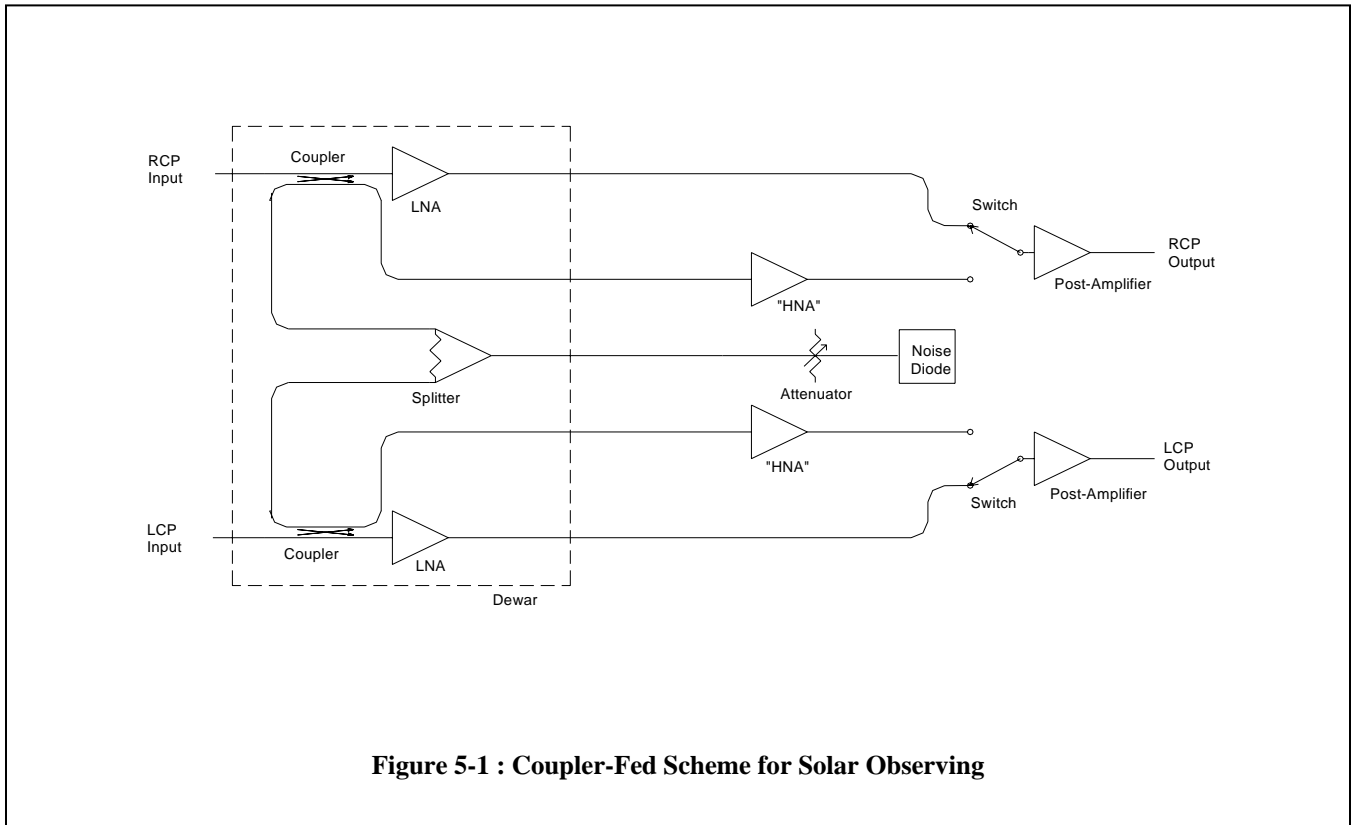 RCP
Input
Coupler
LNA
Switch
RCP
Output
Post-Amplifier
"HNA"
Noise
Diode
Attenuator
Splitter
"HNA"
LCP
Output
Post-Amplifier
Switch
LCP
Input
Coupler
LNA
Dewar
Figure 5-1 : Coupler-Fed Scheme for Solar Observing